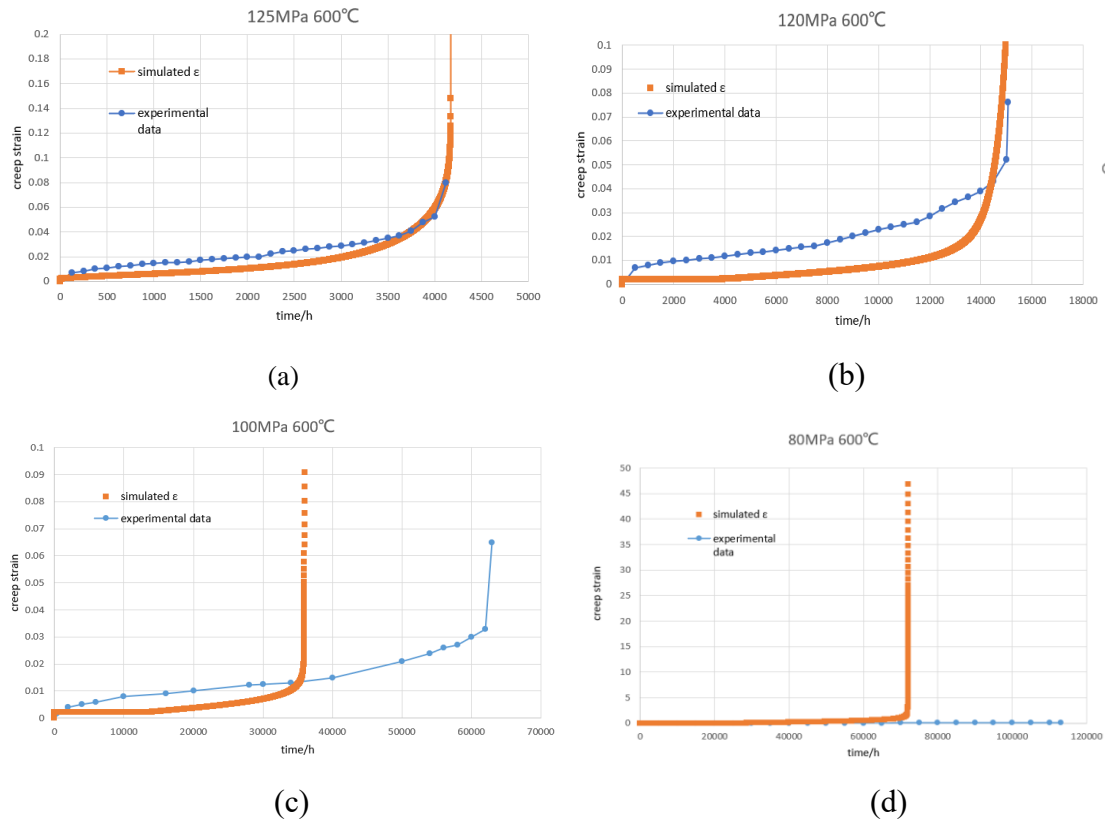 125MPa 600℃
0.2
0.18
0.16
0.14
0.12
0.1
0.08
0.06
0.04
0.02
0
creep strain
simulated ε
experimental
data
0 500 1000 1500 2000 2500 3000 3500 4000 4500 5000
time/h
(a)
120MPa 600℃
0.1
0.09
0.08
0.07
0.06
0.05
0.04
0.03
0.02
0.01
0
creep strain
simulated ε
experimental data
0 2000 4000 6000 8000 10000 12000 14000 16000 18000
time/h
(b)
100MPa 600℃
0.1
0.09
0.08
0.07
0.06
0.05
0.04
0.03
0.02
0.01
0
creep strain
simulated ε
experimental data
0 10000 20000 30000 40000 50000 60000 70000
time/h
(c)
80MPa 600℃
50
45
40
35
30
25
20
15
10
5
0
creep strain
simulated ε
experimental
data
0 20000 40000 60000 80000 100000 120000
time/h
(d)